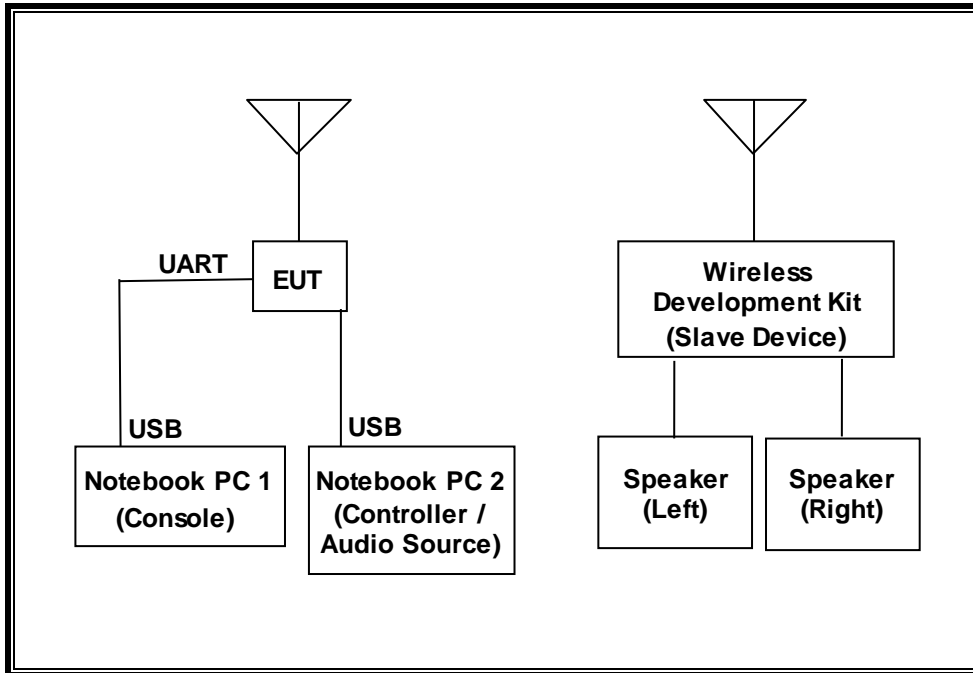 UART
EUT
USB
USB
Notebook PC 1
(Console)
Notebook PC 2
(Controller /
Audio Source)
Wireless
Development Kit
(Slave Device)
Speaker
(Left)
Speaker
(Right)